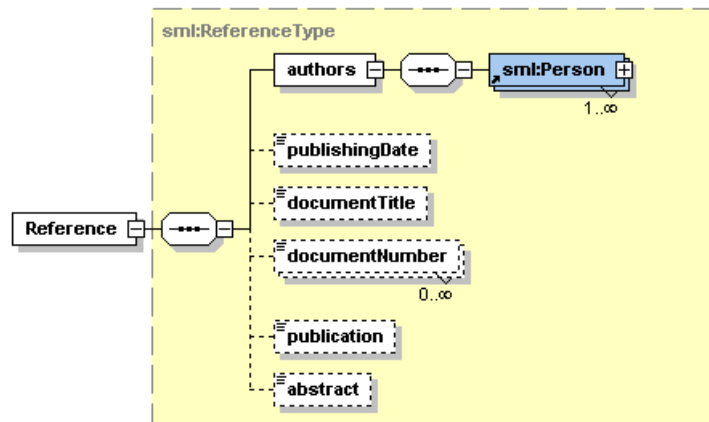 sml:ReferenceType
authors
sml:Person
1..∞
publishingDate
documentTitle
Reference
documentNumber
0..∞
publication
abstract